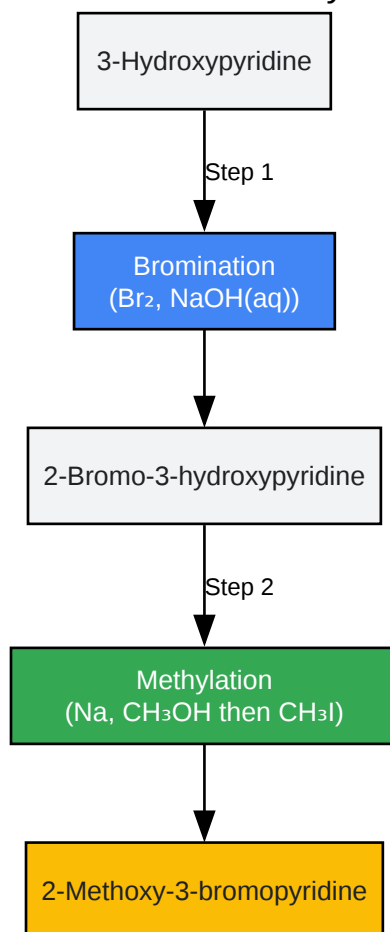 3-Hydroxypyridine
Step 1
Bromination
(Br₂, NaOH(aq))
2-Bromo-3-hydroxypyridine
Step 2
Methylation
(Na, CH₃OH then CH₃I)
2-Methoxy-3-bromopyridine